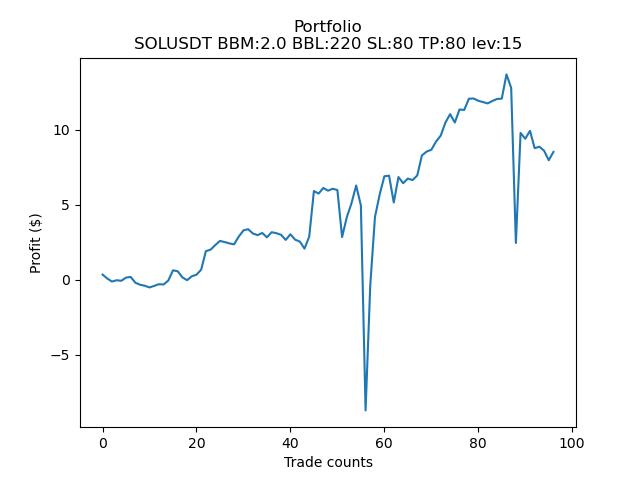 Portfolio
SOLUSDT BBM:2.0 BBL:220 SL:80 TP:80 lev:15
10
5
0
−5
Profit ($)
0 20 40 60 80 100
Trade counts